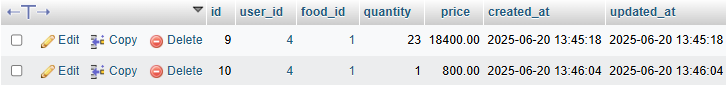 id user_id food_id quantity price created_at updated_at
Edit Copy Delete 9 4 1 23 18400.00 2025-06-20 13:45:18 2025-06-20 13:45:18
Edit Copy Delete 10 4 1 1 800.00 2025-06-20 13:46:04 2025-06-20 13:46:04